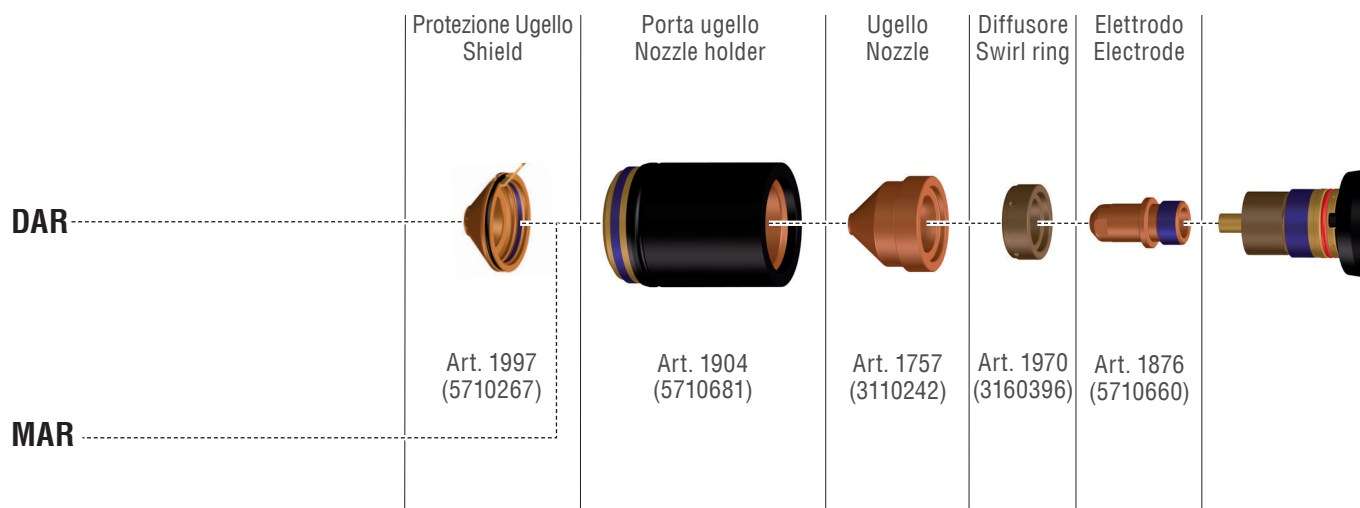 Protezione Ugello
Shield
Porta ugello
Nozzle holder
Ugello
Nozzle
Diffusore
Swirl ring
Elettrodo
Electrode
DAR
Art. 1997
(5710267)
Art. 1904
(5710681)
Art. 1757
(3110242)
Art. 1970
(3160396)
Art. 1876
(5710660)
MAR